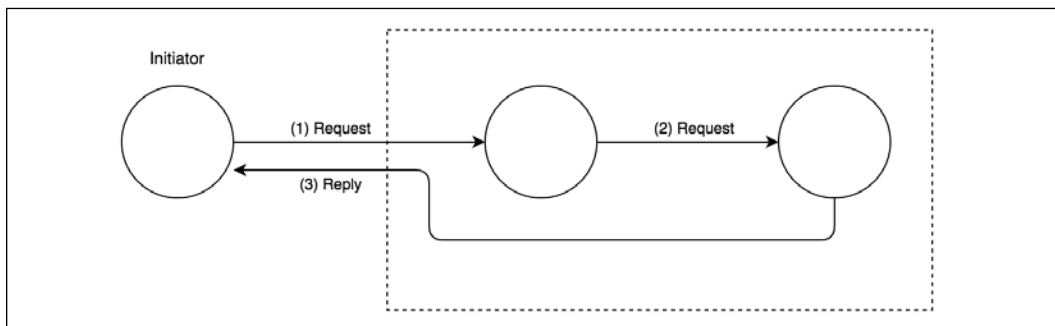 Initiator
(1) Request
(2) Request
(3) Reply